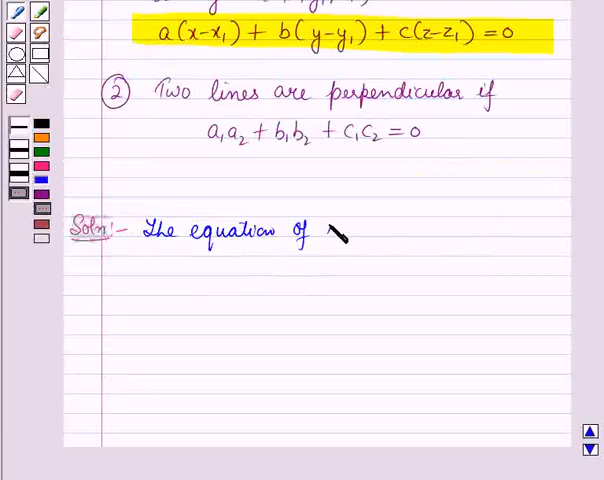 a(x-x₁) + b(y-y₁) + c(z-z₁) = 0
② Two lines are perpendicular if
a₁a₂ + b₁b₂ + c₁c₂ = 0
Soln:- The equation of